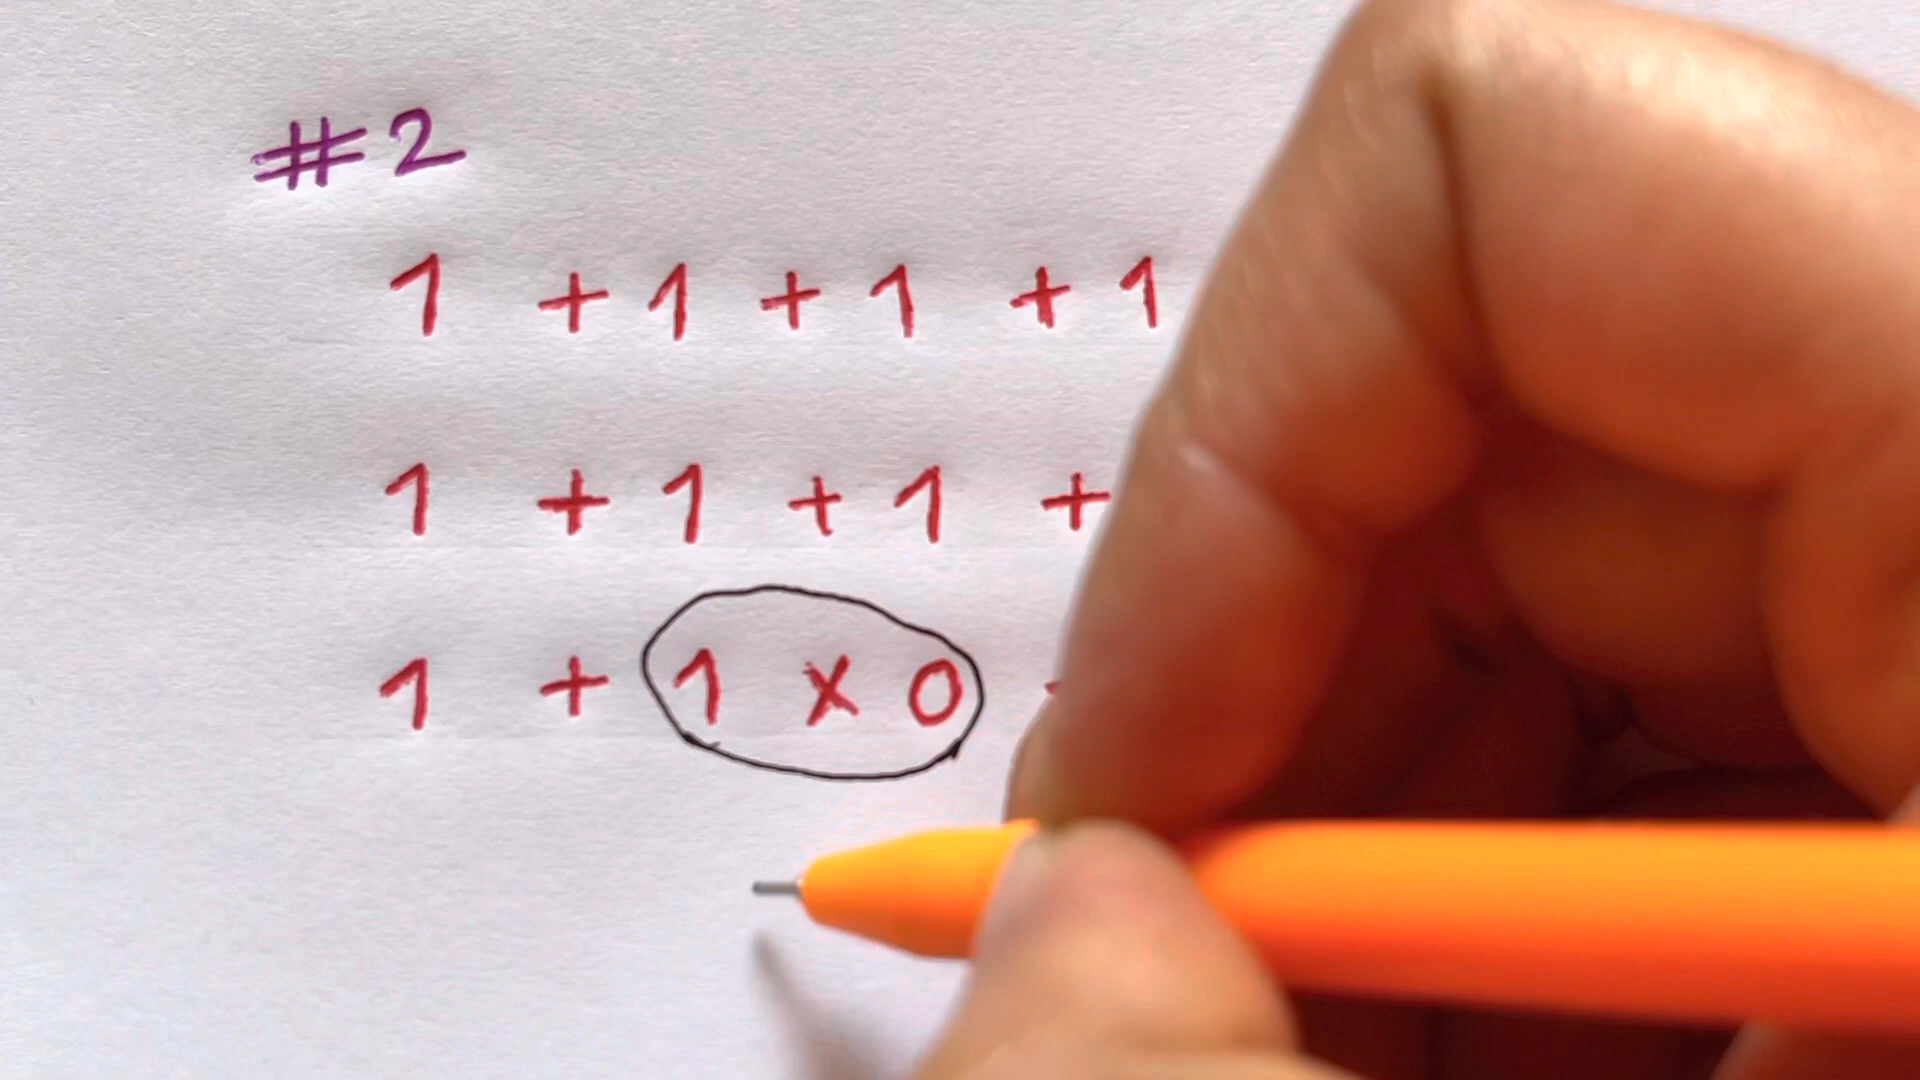 #2
1 + 1 + 1 + 1
1 + 1 + 1 +
1 + 1 x 0